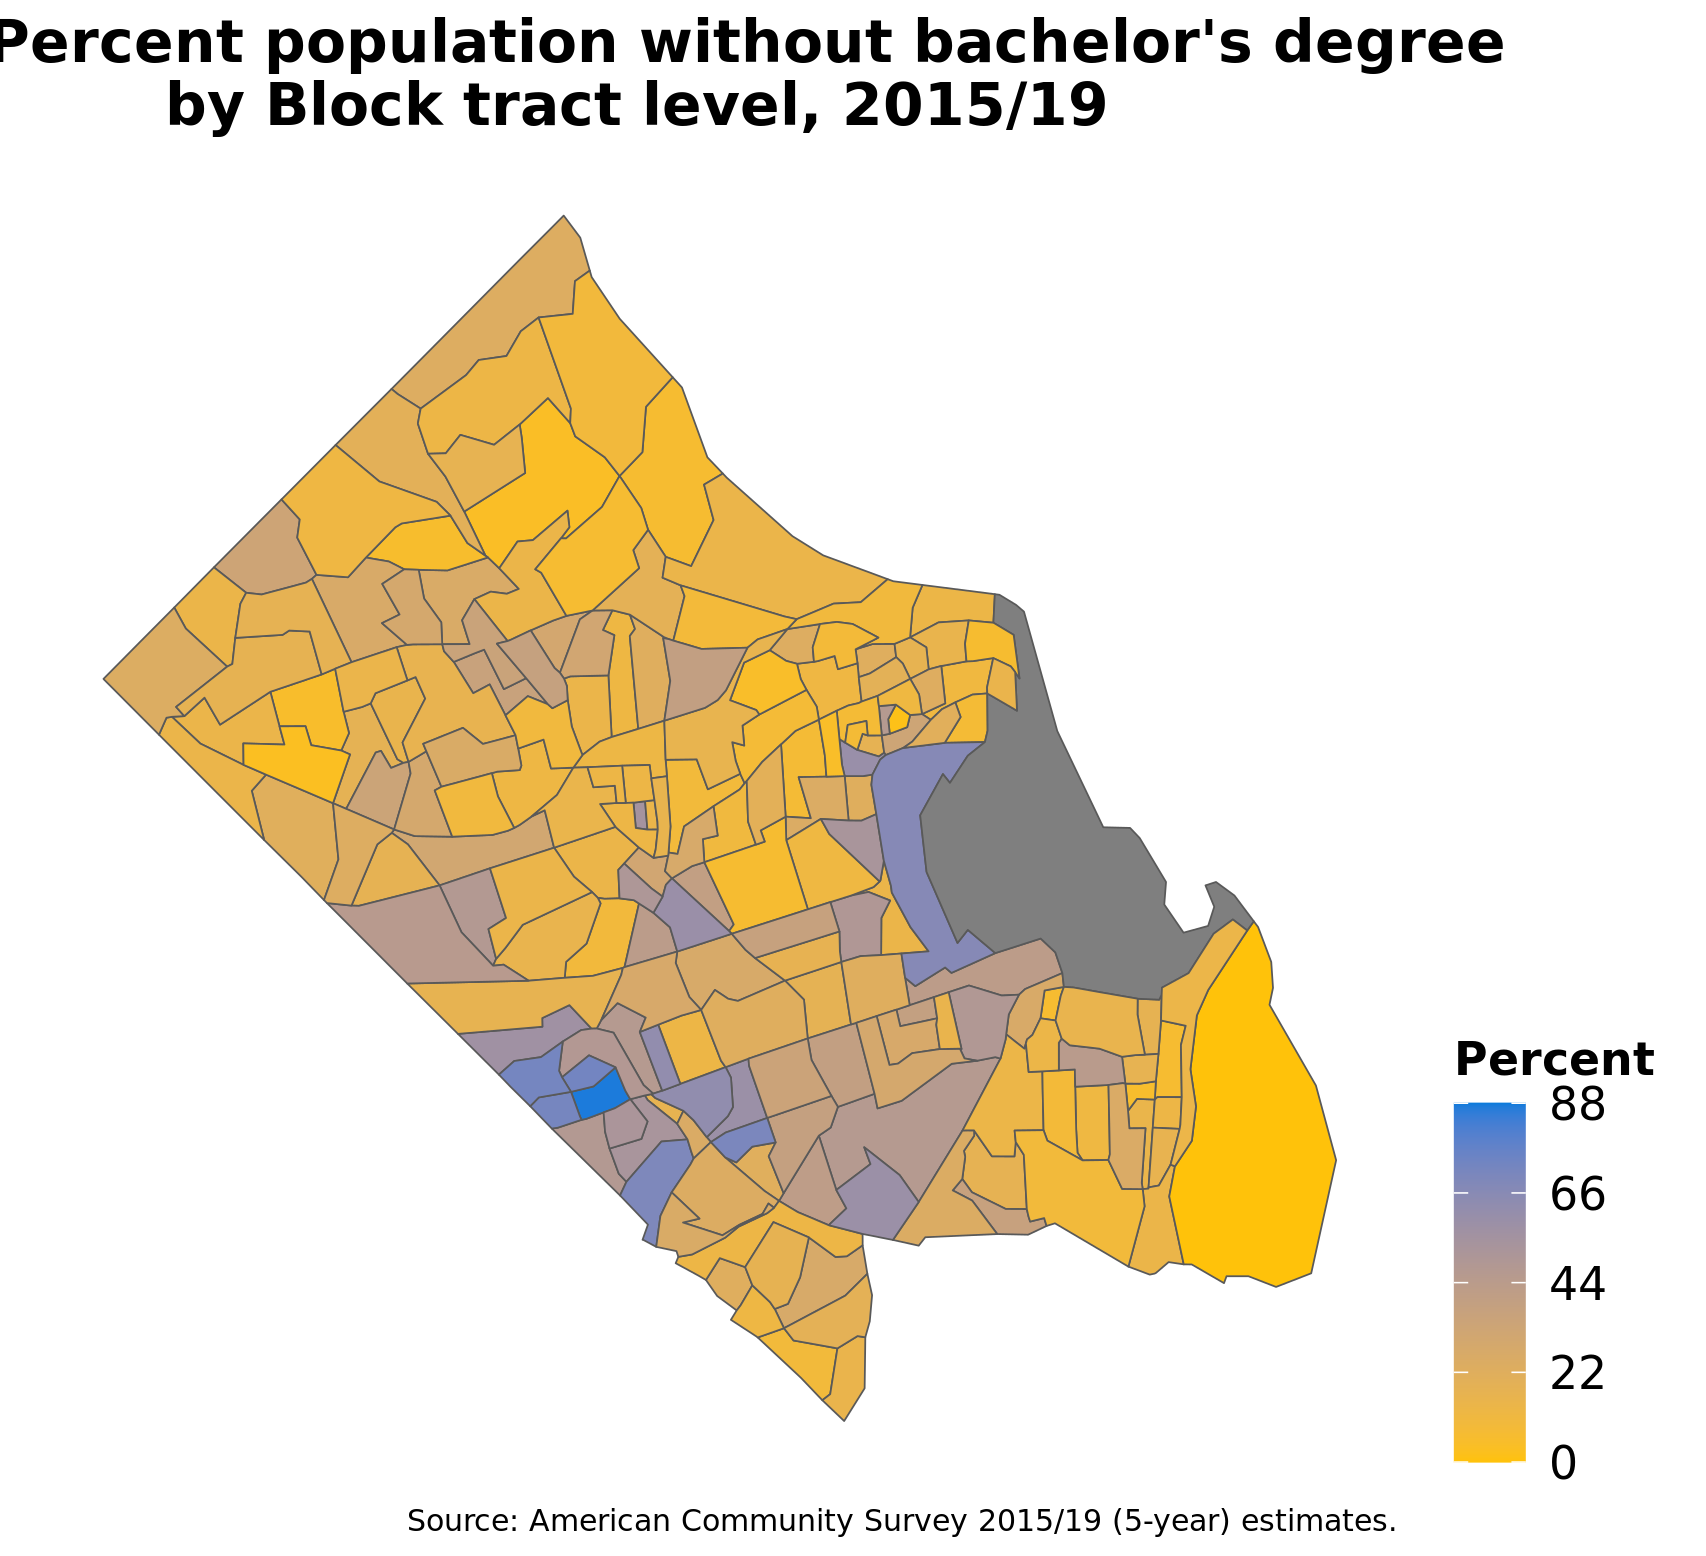 Percent population without bachelor's degree
by Block tract level, 2015/19
Percent
88
66
44
22
0
Source: American Community Survey 2015/19 (5-year) estimates.